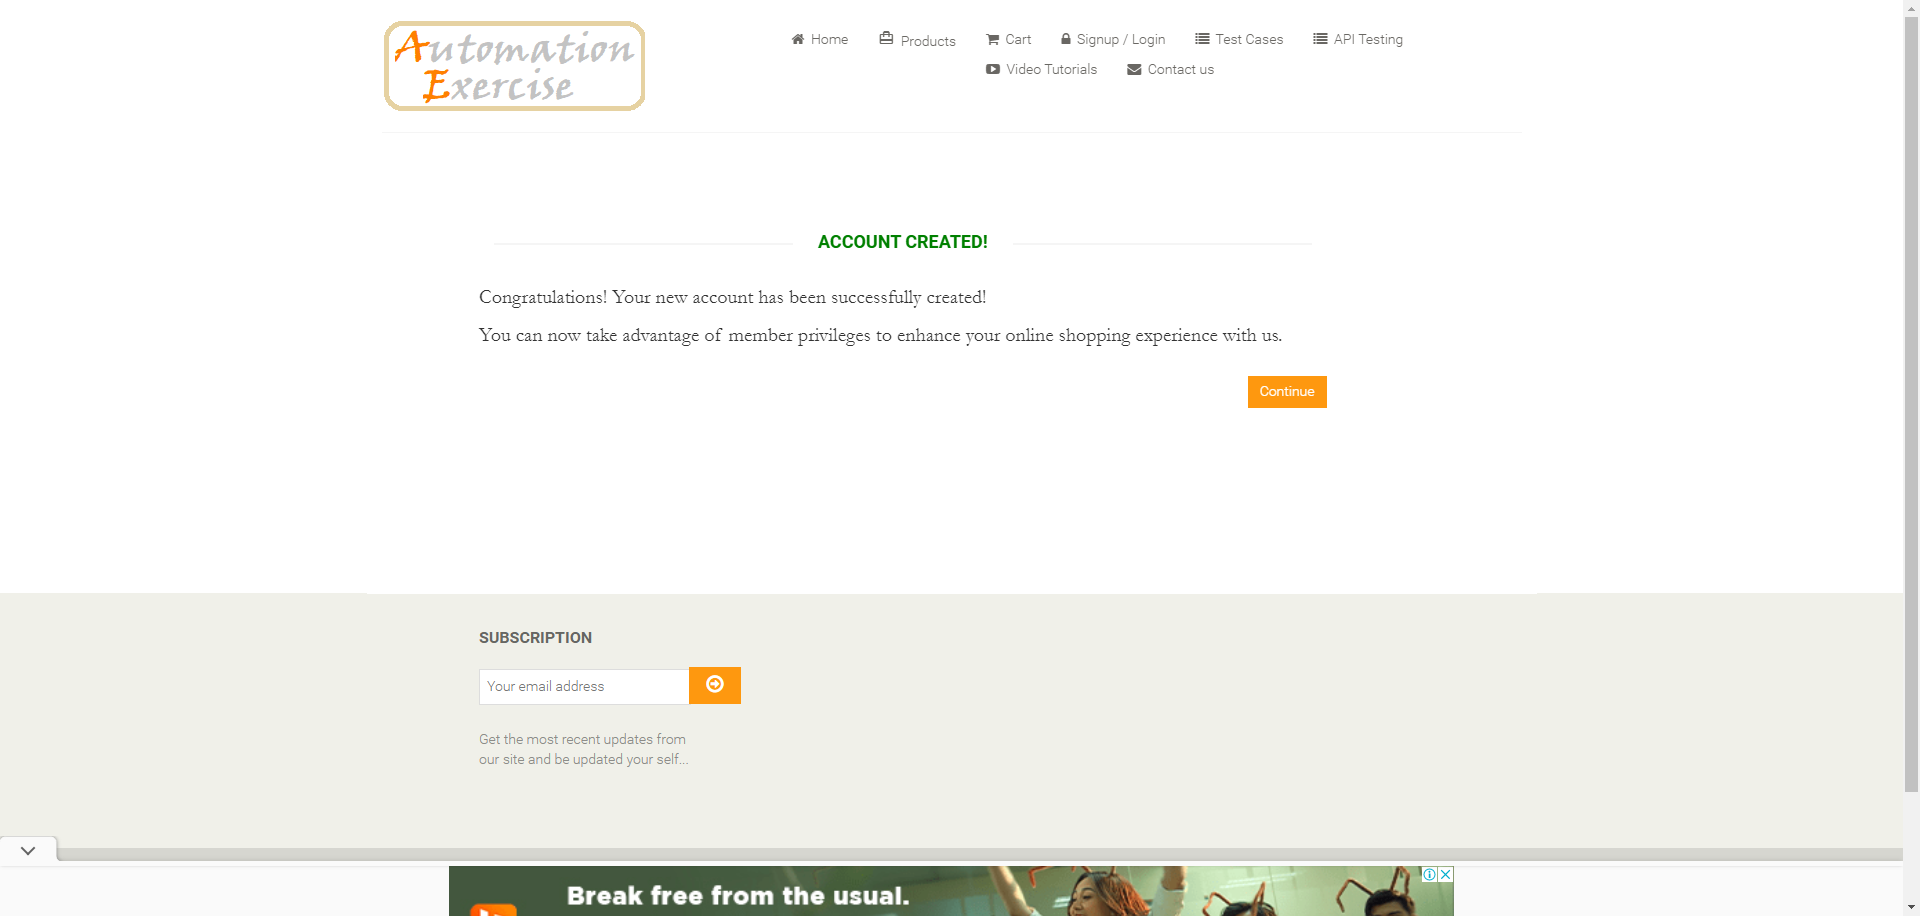 Automation
Exercise
Home
Products
Cart
Signup / Login
Test Cases
API Testing
Video Tutorials
Contact us
ACCOUNT CREATED!
Congratulations! Your new account has been successfully created!
You can now take advantage of member privileges to enhance your online shopping experience with us.
Continue
SUBSCRIPTION
Your email address
Get the most recent updates from
our site and be updated your self...
Break free from the usual.